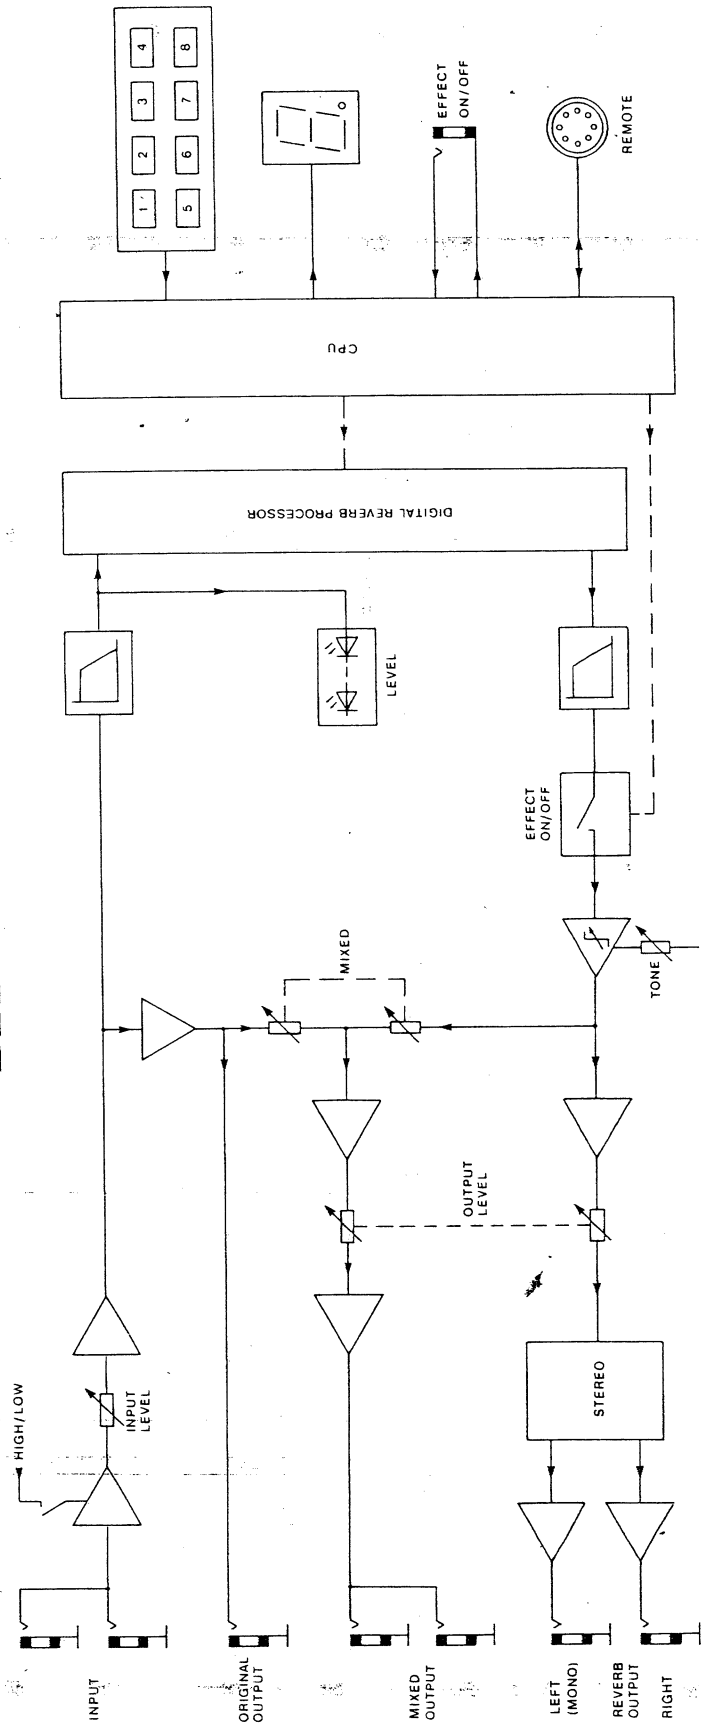 4
8
3
7
2
6
1
5
EFFECT
ON/OFF
REMOTE
CPU
DIGITAL REVERB PROCESSOR
LEVEL
EFFECT
ON/OFF
MIXED
TONE
OUTPUT
LEVEL
HIGH/LOW
INPUT
LEVEL
STEREO
INPUT
ORIGINAL
OUTPUT
MIXED
OUTPUT
LEFT
(MONO)
REVERB
OUTPUT
RIGHT